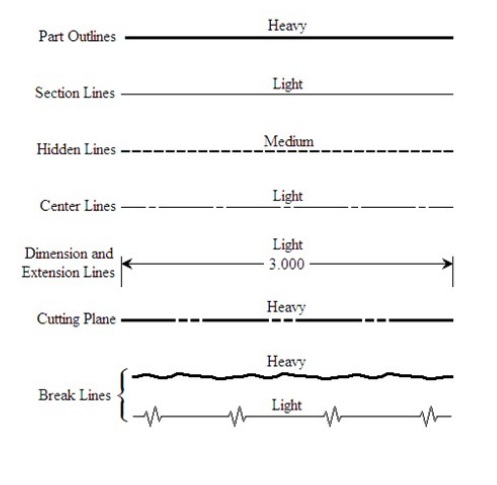 Heavy
Part Outlines
Light
Section Lines
Medium
Hidden Lines
Light
Center Lines
Light
Dimension and
Extension Lines
3.000
Heavy
Cutting Plane
Heavy
Break Lines
Light